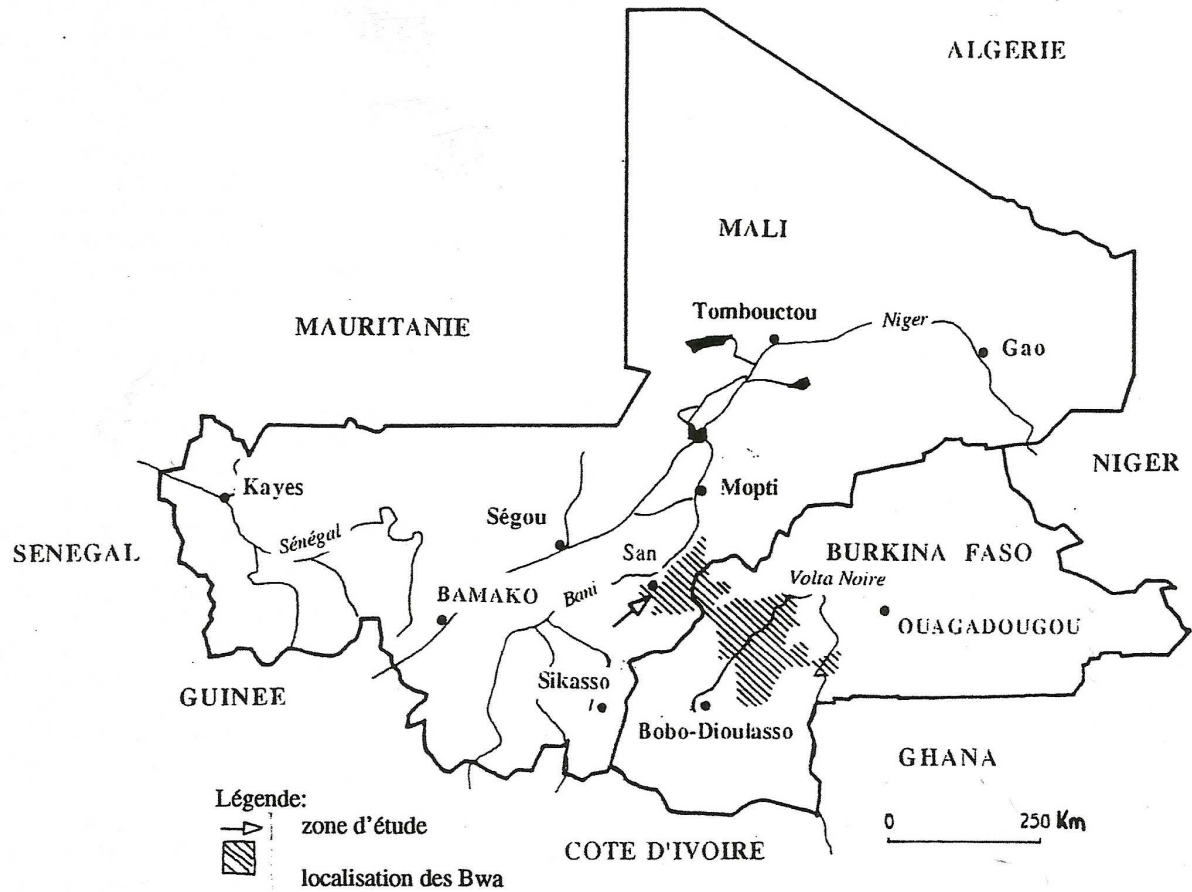 ALGERIE
MALI
Tombouctou
Niger
MAURITANIE
Gao
NIGER
Kayes
Mopti
Ségou
Sénégal
SENEGAL
San
BURKINA FASO
Volta Noire
BAMAKO
Bani
OUAGADOUGOU
GUINEE
Sikasso
Bobo-Dioulasso
GHANA
Légende:
zone d'étude
0 250 Km
COTE D'IVOIRE
localisation des Bwa